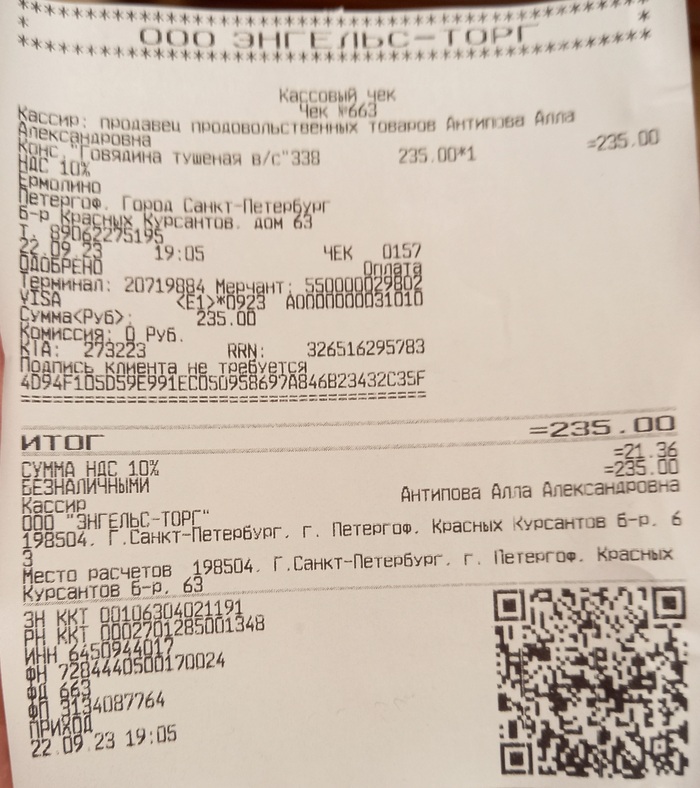 ООО ЭНГЕЛЬС-ТОРГ
Кассовый чек
Чек №663
Кассир: продавец продовольственных товаров Антипова Алла
Александровна
Конс."Говядина тушеная в/с"338 235.00*1 =235.00
НДС 10%
Ермолино
Петергоф. Город Санкт-Петербург
б-р Красных Курсантов. дом 63
Т. 89062275195
22.09.23 19:05 ЧЕК 0157
ОДОБРЕНО Оплата
Терминал: 20719884 Мерчант: 550000029802
VISA <E1>*0923 A0000000031010
Сумма<Руб>: 235.00
Комиссия: 0 Руб.
KIA: 273223 RRN: 326516295783
Подпись клиента не требуется
4D94F105D59E991EC050958697A846B23432C35F
========================================
ИТОГ =235.00
СУММА НДС 10% =21.36
БЕЗНАЛИЧНЫМИ =235.00
Кассир Антипова Алла Александровна
ООО "ЭНГЕЛЬС-ТОРГ"
198504. Г.Санкт-Петербург. г. Петергоф. Красных Курсантов б-р. 6
3
Место расчетов 198504. Г.Санкт-Петербург. г. Петергоф. Красных
Курсантов б-р. 63
ЗН ККТ 00106304021191
РН ККТ 0002701285001348
ИНН 6450944017
ФН 7284440500170024
ФД 663
ФП 3134087764
ПРИХОД
22.09.23 19:05